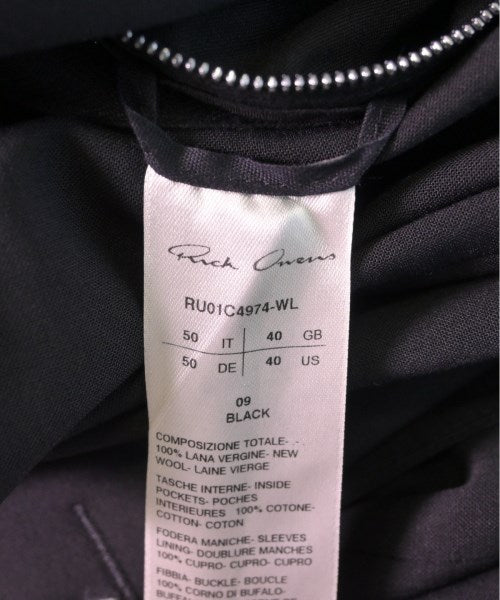 Rick Owens
RU01C4974-WL
50 IT 40 GB
50 DE 40 US
09
BLACK
COMPOSIZIONE TOTALE- -
100% LANA VERGINE- NEW
WOOL- LAINE VIERGE
TASCHE INTERNE- INSIDE
POCKETS- POCHES
INTERIEURES 100% COTONE-
COTTON- COTON
FODERA MANICHE- SLEEVES
LINING- DOUBLURE MANCHES
100% CUPRO- CUPRO- CUPRO
FIBBIA- BUCKLE- BOUCLE
100% CORNO DI BUFALO-